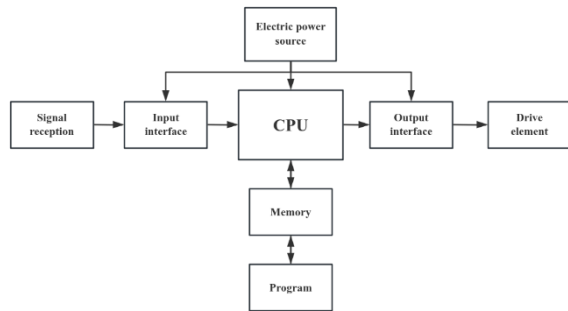 Electric power
source
Signal
reception
Input
interface
CPU
Output
interface
Drive
element
Memory
Program